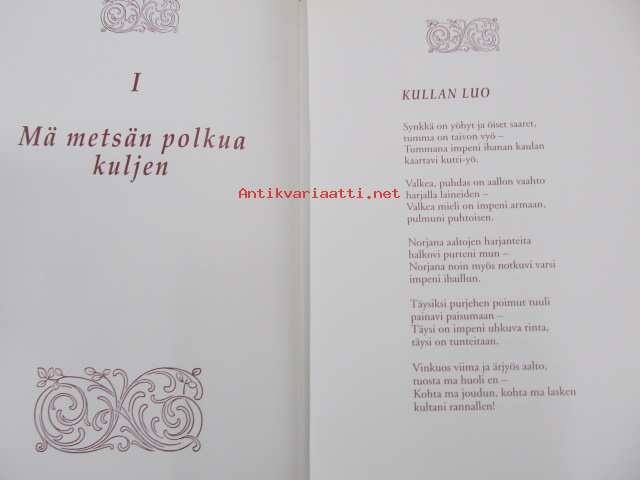 I
Mä metsän polkua
kuljen
Antikvariaatti.net
KULLAN LUO
Synkkä on yöhyt ja öiset saaret,
tumma on taivon vyö –
Tummana impeni ihanan kaulan
kaartavi kutri-yö.
Valkea, puhdas on aallon vaahto
harjalla laineiden –
Valkea mieli on impeni armaan,
pulmuni puhtoisen.
Norjana aaltojen harjanteita
halkovi purteni mun –
Norjana noin myös notkuvi varsi
impeni ihaillun.
Täysiksi purjehen poimut tuuli
painavi paisumaan –
Täysi on impeni uhkuva rinta,
täysi on tunteitaan.
Vinkuos viima ja ärjyös aalto,
tuosta ma huoli en –
Kohta ma joudun, kohta ma lasken
kultani rannallen!